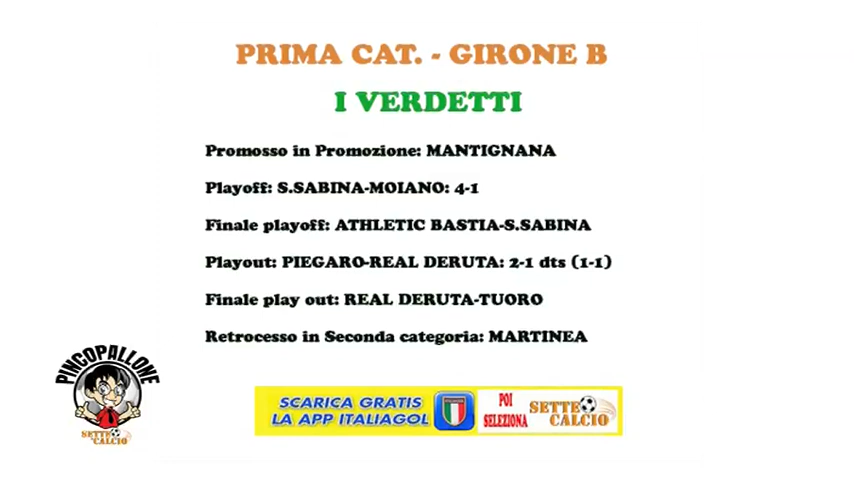 PRIMA CAT. - GIRONE B
I VERDETTI
Promosso in Promozione: MANTIGNANA
Playoff: S.SABINA-MOIANO: 4-1
Finale playoff: ATHLETIC BASTIA-S.SABINA
Playout: PIEGARO-REAL DERUTA: 2-1 dts (1-1)
Finale play out: REAL DERUTA-TUORO
Retrocesso in Seconda categoria: MARTINEA
PINCOPALLONE
SETTE
CALCIO
SCARICA GRATIS
LA APP ITALIAGOL
POI
SELEZIONA
SETTE
CALCIO